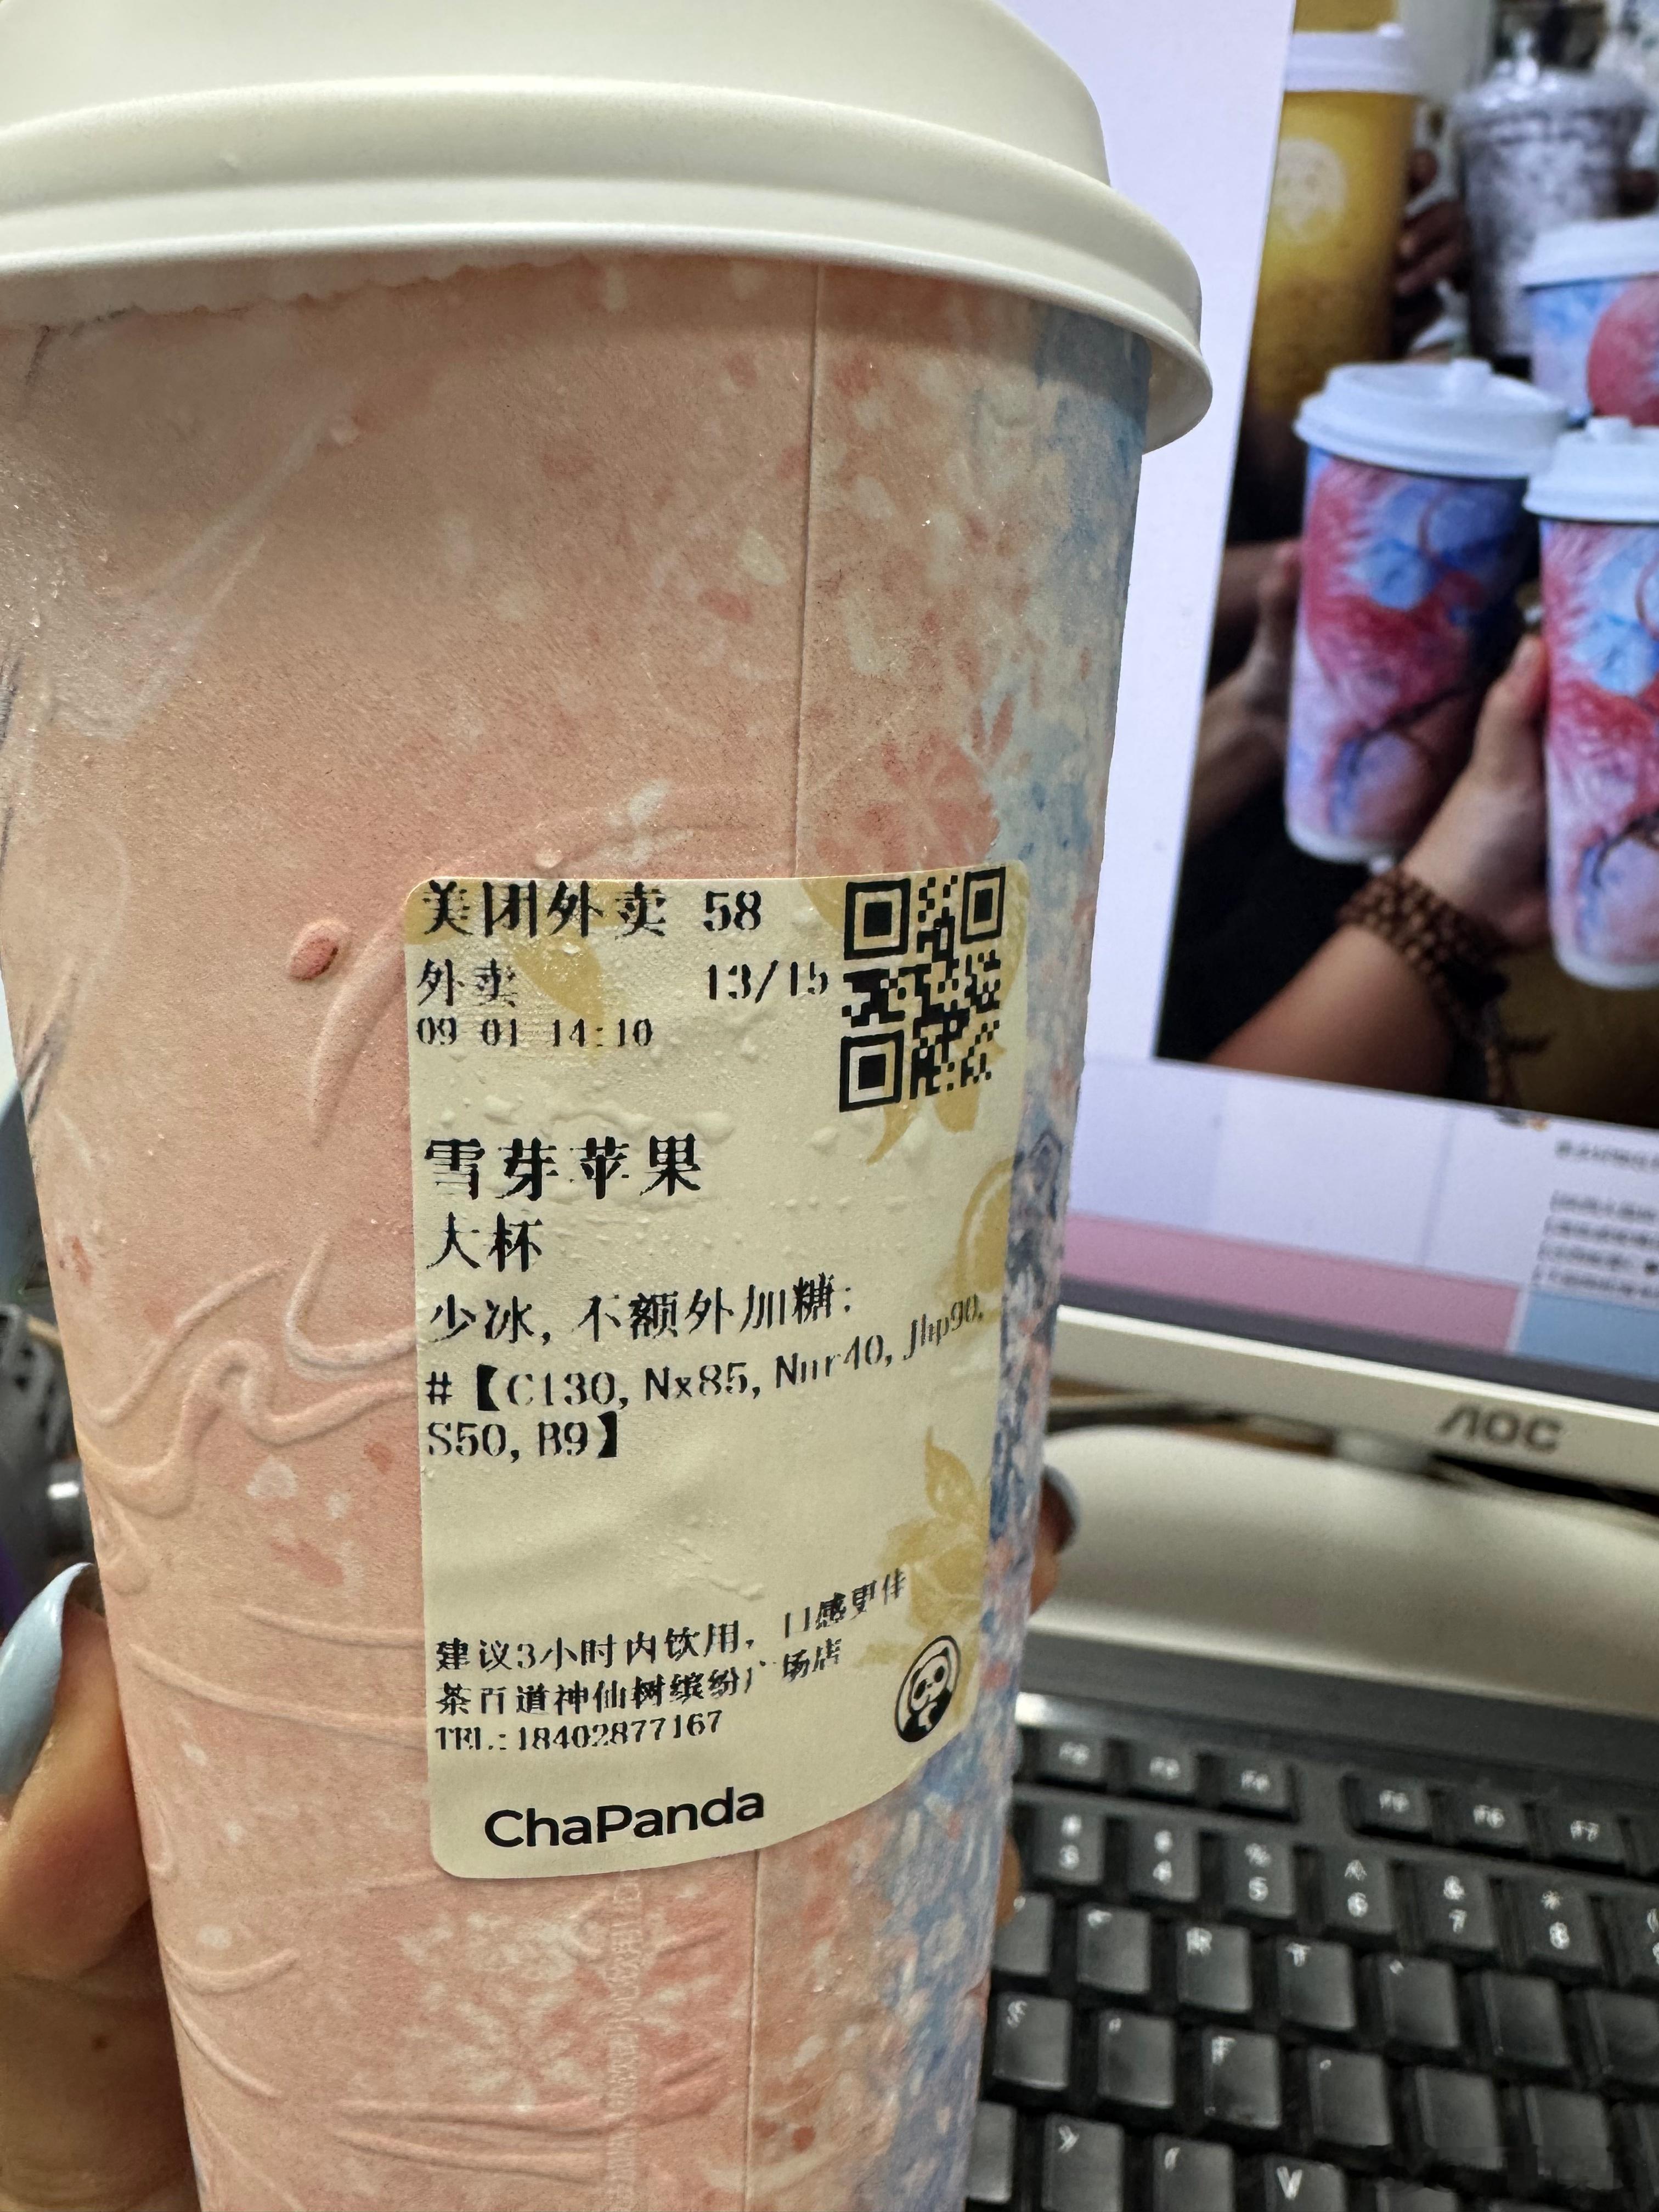 美团外卖 58
外卖 13/15
09 01 14:10
雪芽苹果
大杯
少冰, 不额外加糖:
#【C130, Nx85, Nnr40, Jhp90,
S50, B9】
建议3小时内饮用, 口感更佳
茶百道神仙树缤纷广场店
TEL:18402877167
ChaPanda
AOC